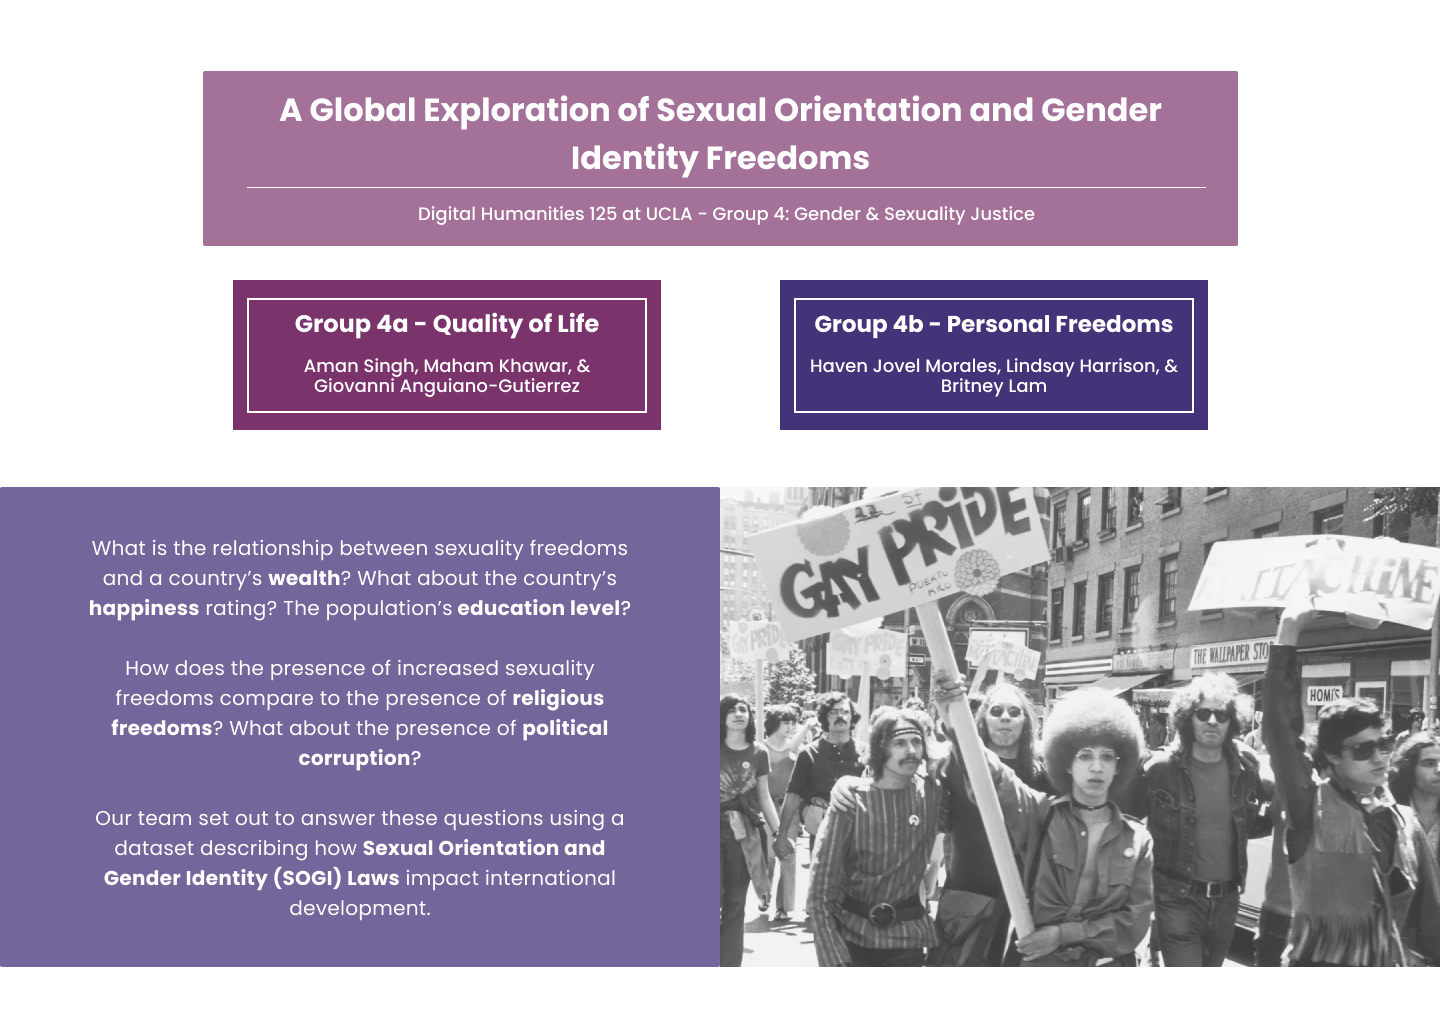 A Global Exploration of Sexual Orientation and Gender
Identity Freedoms
Digital Humanities 125 at UCLA - Group 4: Gender & Sexuality Justice
Group 4a - Quality of Life
Aman Singh, Maham Khawar, &
Giovanni Anguiano-Gutierrez
Group 4b - Personal Freedoms
Haven Jovel Morales, Lindsay Harrison, &
Britney Lam
What is the relationship between sexuality freedoms
and a country's wealth? What about the country's
happiness rating? The population's education level?
How does the presence of increased sexuality
freedoms compare to the presence of religious
freedoms? What about the presence of political
corruption?
Our team set out to answer these questions using a
dataset describing how Sexual Orientation and
Gender Identity (SOGI) Laws impact international
development.
GAY PRIDE
GAY PRIDE
THE WALLPAPER STO
HOMI'S